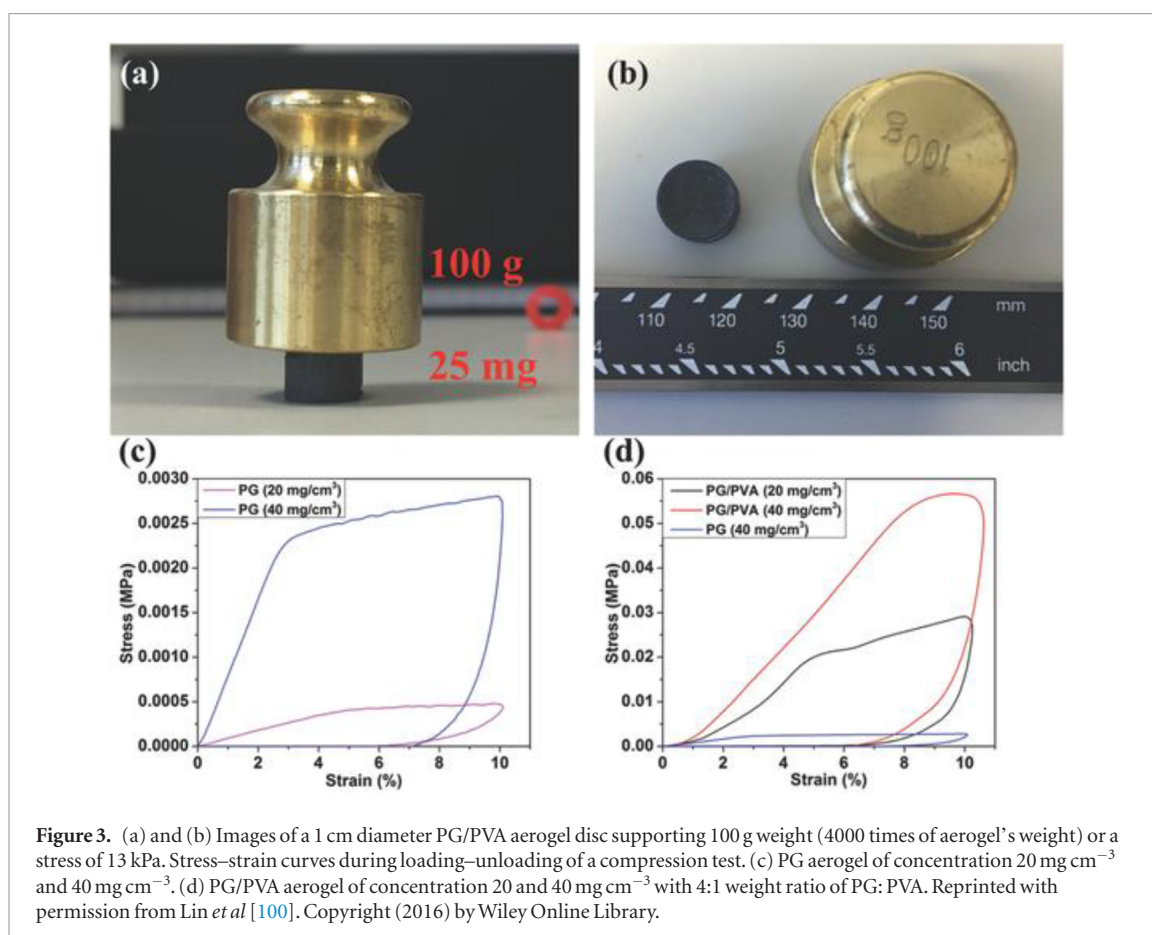 (a)
100 g
25 mg
(b)
100g
110 120 130 140 150 mm
4 4.5 5 5.5 6 inch
(c)
0.0030
0.0025
0.0020
0.0015
0.0010
0.0005
0.0000
Stress (MPa)
PG (20 mg/cm³)
PG (40 mg/cm³)
0 2 4 6 8 10
Strain (%)
(d)
0.06
0.05
0.04
0.03
0.02
0.01
0.00
Stress (MPa)
PG/PVA (20 mg/cm³)
PG/PVA (40 mg/cm³)
PG (40 mg/cm³)
0 2 4 6 8 10
Strain (%)
Figure 3. (a) and (b) Images of a 1 cm diameter PG/PVA aerogel disc supporting 100 g weight (4000 times of aerogel's weight) or a
stress of 13 kPa. Stress–strain curves during loading–unloading of a compression test. (c) PG aerogel of concentration 20 mg cm⁻³
and 40 mg cm⁻³. (d) PG/PVA aerogel of concentration 20 and 40 mg cm⁻³ with 4:1 weight ratio of PG: PVA. Reprinted with
permission from Lin et al [100]. Copyright (2016) by Wiley Online Library.